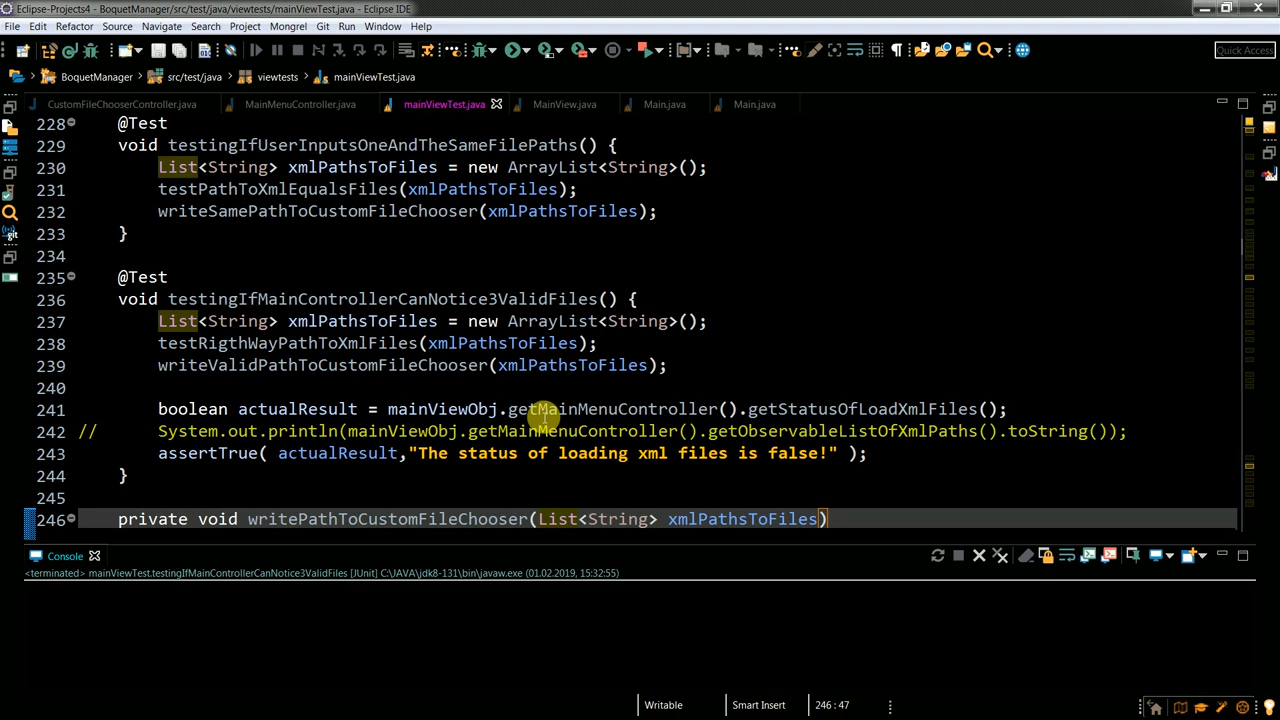 Eclipse-Projects4 - BoquetManager/src/test/java/viewtests/mainViewTest.java - Eclipse IDE
File Edit Refactor Source Navigate Search Project Mongrel Git Run Window Help
Quick Access
BoquetManager src/test/java viewtests mainViewTest.java
CustomFileChooserController.java MainMenuController.java mainViewTest.java MainView.java Main.java Main.java
228 @Test
229 void testingIfUserInputsOneAndTheSameFilePaths() {
230 List<String> xmlPathsToFiles = new ArrayList<String>();
231 testPathToXmlEqualsFiles(xmlPathsToFiles);
232 writeSamePathToCustomFileChooser(xmlPathsToFiles);
233 }
234
235 @Test
236 void testingIfMainControllerCanNotice3ValidFiles() {
237 List<String> xmlPathsToFiles = new ArrayList<String>();
238 testRigthWayPathToXmlFiles(xmlPathsToFiles);
239 writeValidPathToCustomFileChooser(xmlPathsToFiles);
240
241 boolean actualResult = mainViewObj.getMainMenuController().getStatusOfLoadXmlFiles();
242 // System.out.println(mainViewObj.getMainMenuController().getObservableListOfXmlPaths().toString());
243 assertTrue( actualResult,"The status of loading xml files is false!" );
244 }
245
246 private void writePathToCustomFileChooser(List<String> xmlPathsToFiles)
Console
<terminated> mainViewTest.testingIfMainControllerCanNotice3ValidFiles [JUnit] C:\JAVA\jdk8-131\bin\javaw.exe (01.02.2019, 15:32:55)
Writable Smart Insert 246 : 47